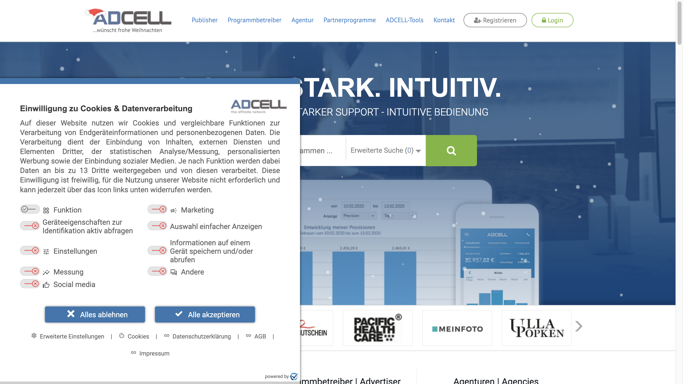 ADCELL
...wünscht frohe Weihnachten
Publisher Programmbetreiber Agentur Partnerprogramme ADCELL-Tools Kontakt Registrieren Login
STARK. INTUITIV.
STARKER SUPPORT - INTUITIVE BEDIENUNG
Erweiterte Suche (0)
ADCELL
Einwilligung zu Cookies & Datenverarbeitung
Auf dieser Website nutzen wir Cookies und vergleichbare Funktionen zur
Verarbeitung von Endgeräteinformationen und personenbezogenen Daten. Die
Verarbeitung dient der Einbindung von Inhalten, externen Diensten und
Elementen Dritter, der statistischen Analyse/Messung, personalisierten
Werbung sowie der Einbindung sozialer Medien. Je nach Funktion werden dabei
Daten an bis zu 13 Dritte weitergegeben und von diesen verarbeitet. Diese
Einwilligung ist freiwillig, für die Nutzung unserer Website nicht erforderlich und
kann jederzeit über das Icon links unten widerrufen werden.
Funktion Marketing
Geräteeigenschaften zur
Identifikation aktiv abfragen
Auswahl einfacher Anzeigen
Einstellungen
Informationen auf einem
Gerät speichern und/oder
abrufen
Messung Andere
Social media
Alles ablehnen Alle akzeptieren
Erweiterte Einstellungen | Cookies | Datenschutzerklärung | AGB |
Impressum
powered by
Entwicklung meiner Provisionen
PACIFIC
HEALTH
CARE
MEINFOTO
ULLA
POPKEN
Agenturen | Agencies